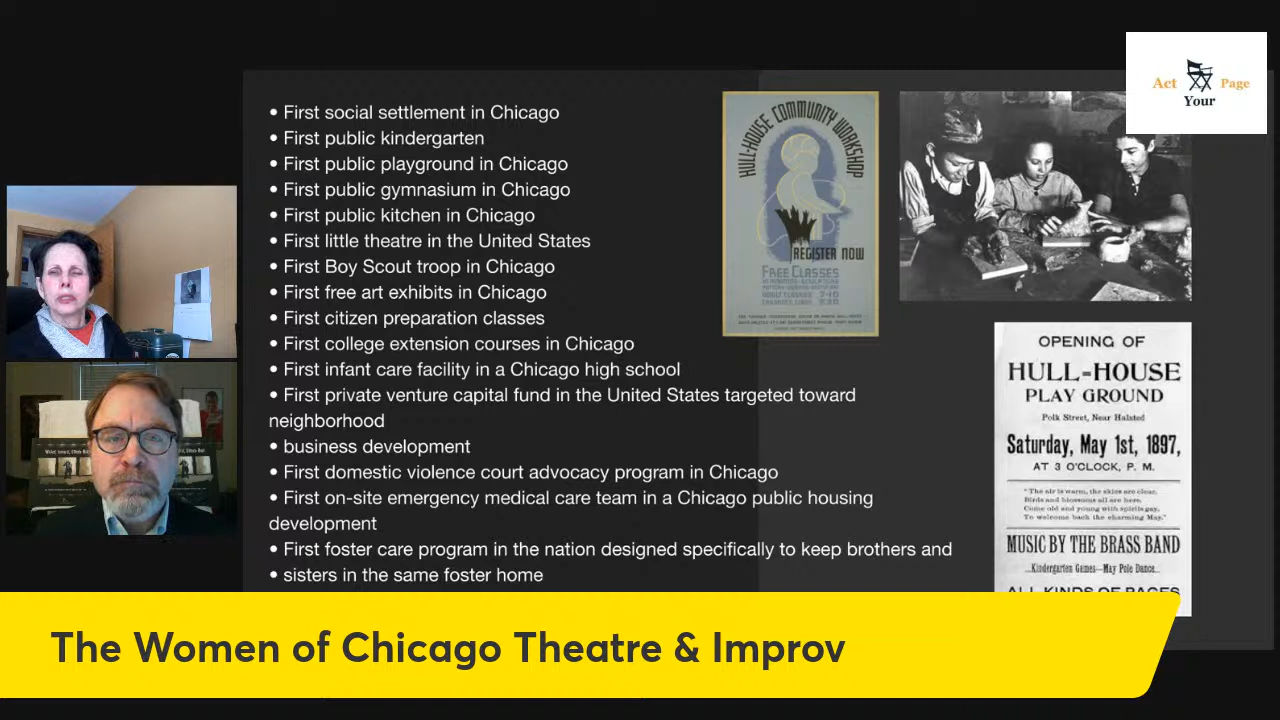 Act Your Page
• First social settlement in Chicago
• First public kindergarten
• First public playground in Chicago
• First public gymnasium in Chicago
• First public kitchen in Chicago
• First little theatre in the United States
• First Boy Scout troop in Chicago
• First free art exhibits in Chicago
• First citizen preparation classes
• First college extension courses in Chicago
• First infant care facility in a Chicago high school
• First private venture capital fund in the United States targeted toward
neighborhood
• business development
• First domestic violence court advocacy program in Chicago
• First on-site emergency medical care team in a Chicago public housing
development
• First foster care program in the nation designed specifically to keep brothers and
• sisters in the same foster home
HULL-HOUSE COMMUNITY WORKSHOP
REGISTER NOW
FREE CLASSES
OPENING OF
HULL-HOUSE
PLAY GROUND
Polk Street, Near Halsted
Saturday, May 1st, 1897,
AT 3 O'CLOCK, P. M.
"The air is warm, the skies are clear,
Birds and blossoms all are here,
Come old and young with spirits gay,
To welcome back the charming May."
MUSIC BY THE BRASS BAND
...Kindergarten Games—May Pole Dance...
The Women of Chicago Theatre & Improv